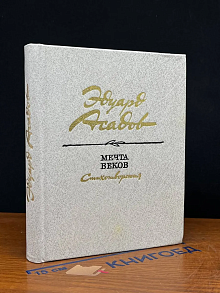 Эдуард
Асадов
МЕЧТА
ВЕКОВ
Стихотворения
КНИГОЕД